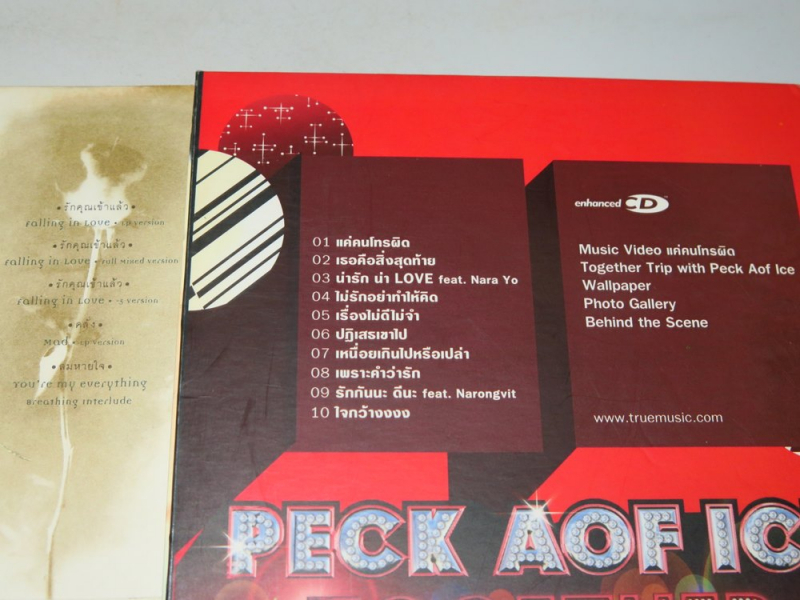 • รักคุณเข้าแล้ว •
Falling in Love • EP version
• รักคุณเข้าแล้ว •
Falling in Love • Full Mixed version
• รักคุณเข้าแล้ว •
Falling in Love • -3 version
• คลั่ง •
Mad • EP version
• ลมหายใจ •
You're my everything
Breathing Interlude
01 แค่คนโทรผิด
02 เธอคือสิ่งสุดท้าย
03 น่ารัก น่า LOVE feat. Nara Yo
04 ไม่รักอย่าทำให้คิด
05 เรื่องไม่ดีไม่จำ
06 ปฏิเสธเขาไป
07 เหนื่อยเกินไปหรือเปล่า
08 เพราะคำว่ารัก
09 รักกันนะ ดีนะ feat. Narongvit
10 ใจกว้างงงง
enhanced CD
Music Video แค่คนโทรผิด
Together Trip with Peck Aof Ice
Wallpaper
Photo Gallery
Behind the Scene
www.truemusic.com
PECK AOF IC